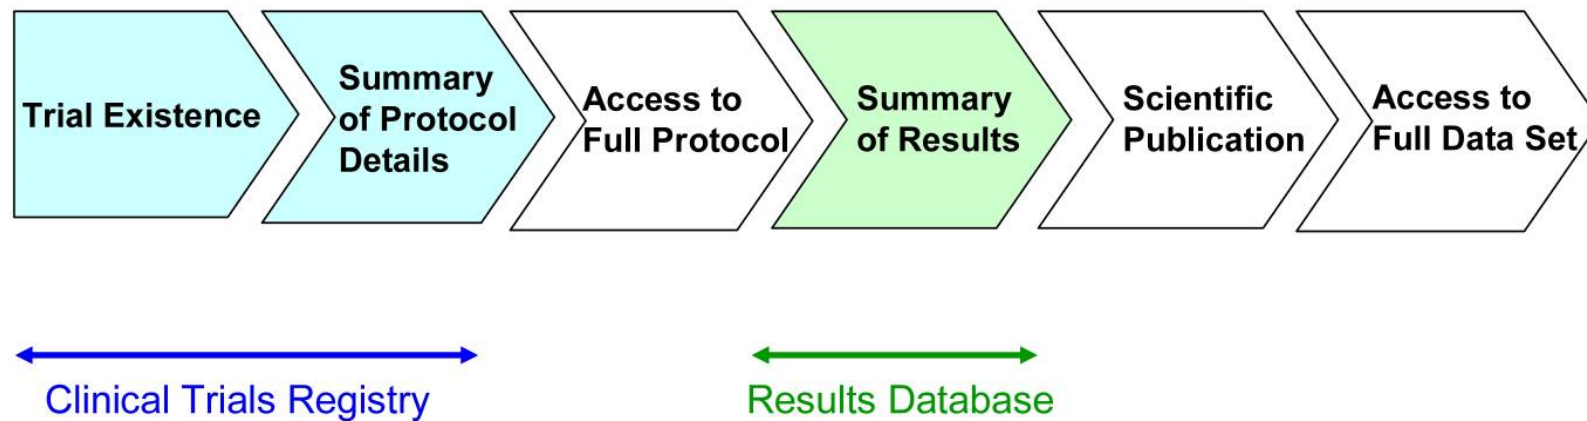 Trial Existence
Summary
of Protocol
Details
Access to
Full Protocol
Summary
of Results
Scientific
Publication
Access to
Full Data Set
Clinical Trials Registry
Results Database